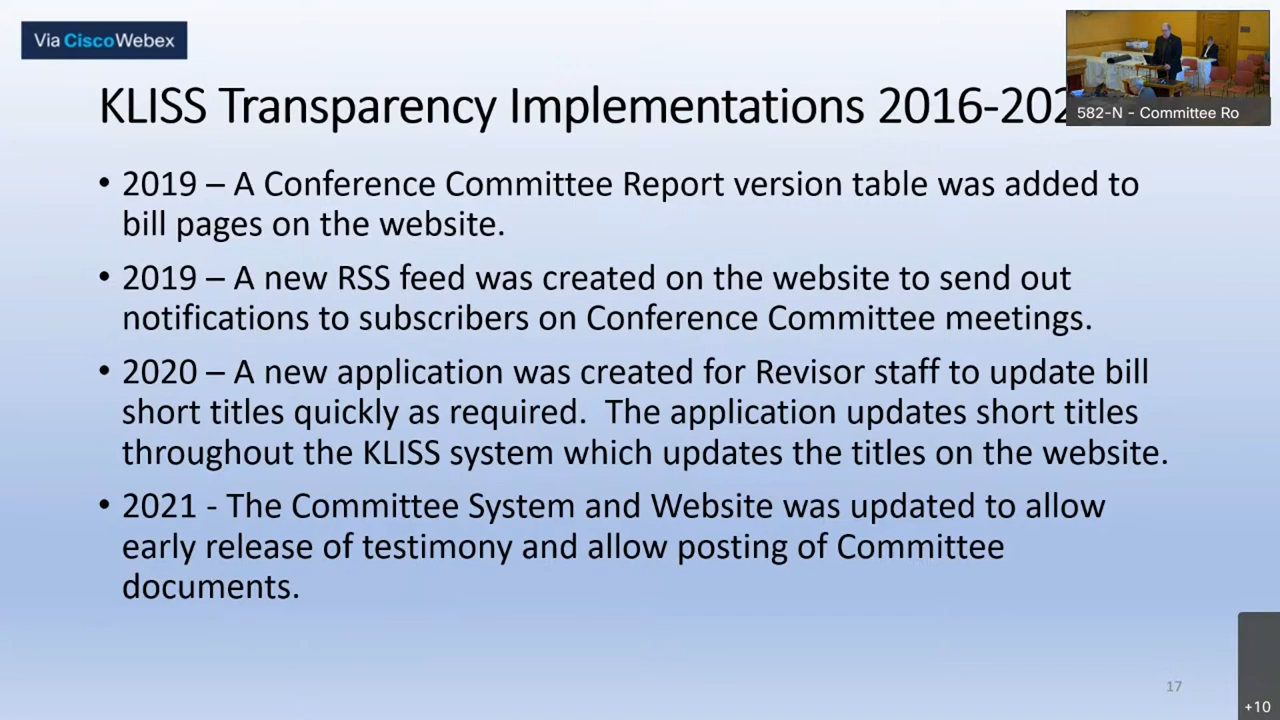 Via Cisco Webex
KLISS Transparency Implementations 2016-202
582-N - Committee Ro
• 2019 – A Conference Committee Report version table was added to
bill pages on the website.
• 2019 – A new RSS feed was created on the website to send out
notifications to subscribers on Conference Committee meetings.
• 2020 – A new application was created for Revisor staff to update bill
short titles quickly as required.  The application updates short titles
throughout the KLISS system which updates the titles on the website.
• 2021 - The Committee System and Website was updated to allow
early release of testimony and allow posting of Committee
documents.
17
+10